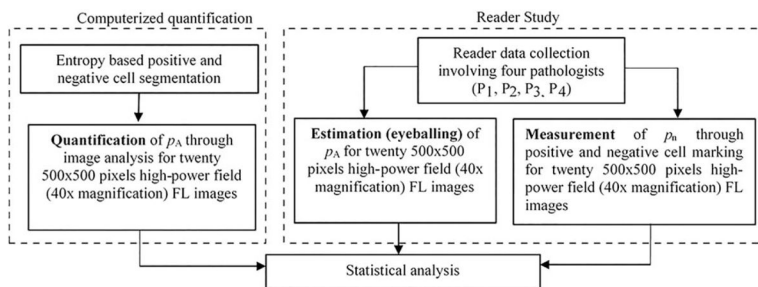 Computerized quantification
Entropy based positive and
negative cell segmentation
Quantification of pA through
image analysis for twenty
500x500 pixels high-power field
(40x magnification) FL images
Reader Study
Reader data collection
involving four pathologists
(P1, P2, P3, P4)
Estimation (eyeballing) of
pA for twenty 500x500
pixels high-power field (40x
magnification) FL images
Measurement of pn through
positive and negative cell marking
for twenty 500x500 pixels high-
power field (40x magnification) FL
images
Statistical analysis